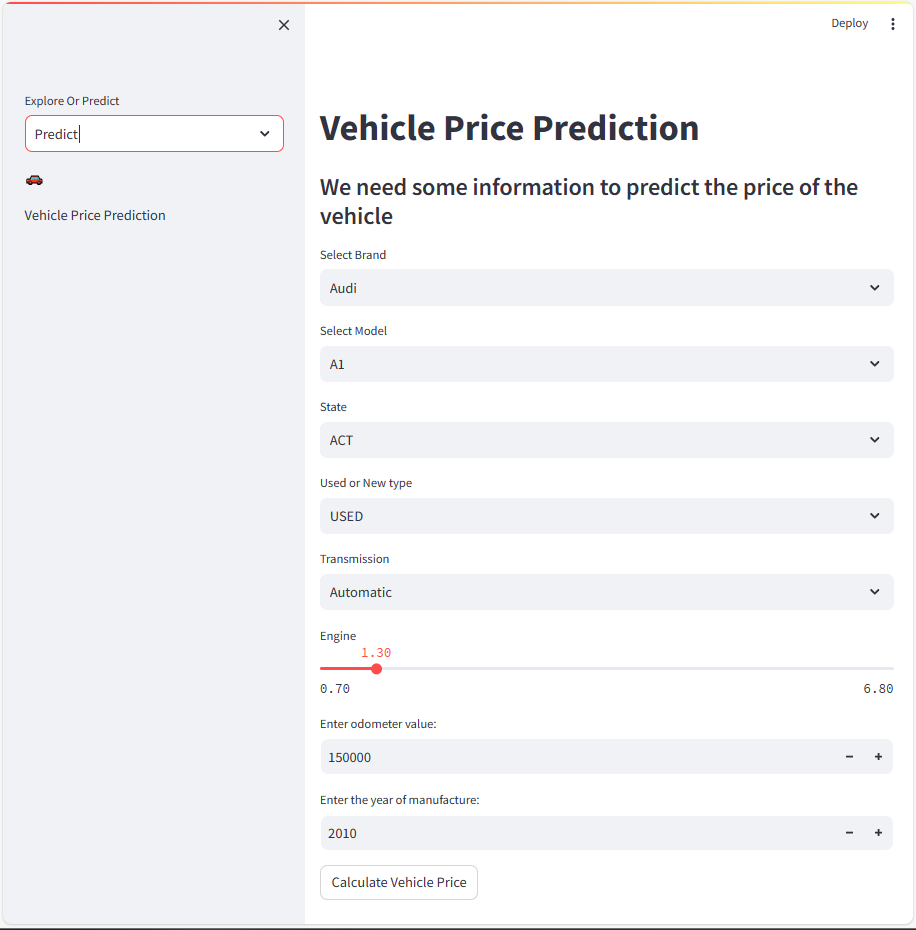 Deploy
Explore Or Predict
Predict
Vehicle Price Prediction
Vehicle Price Prediction
We need some information to predict the price of the
vehicle
Select Brand
Audi
Select Model
A1
State
ACT
Used or New type
USED
Transmission
Automatic
Engine
1.30
0.70 6.80
Enter odometer value:
150000
Enter the year of manufacture:
2010
Calculate Vehicle Price